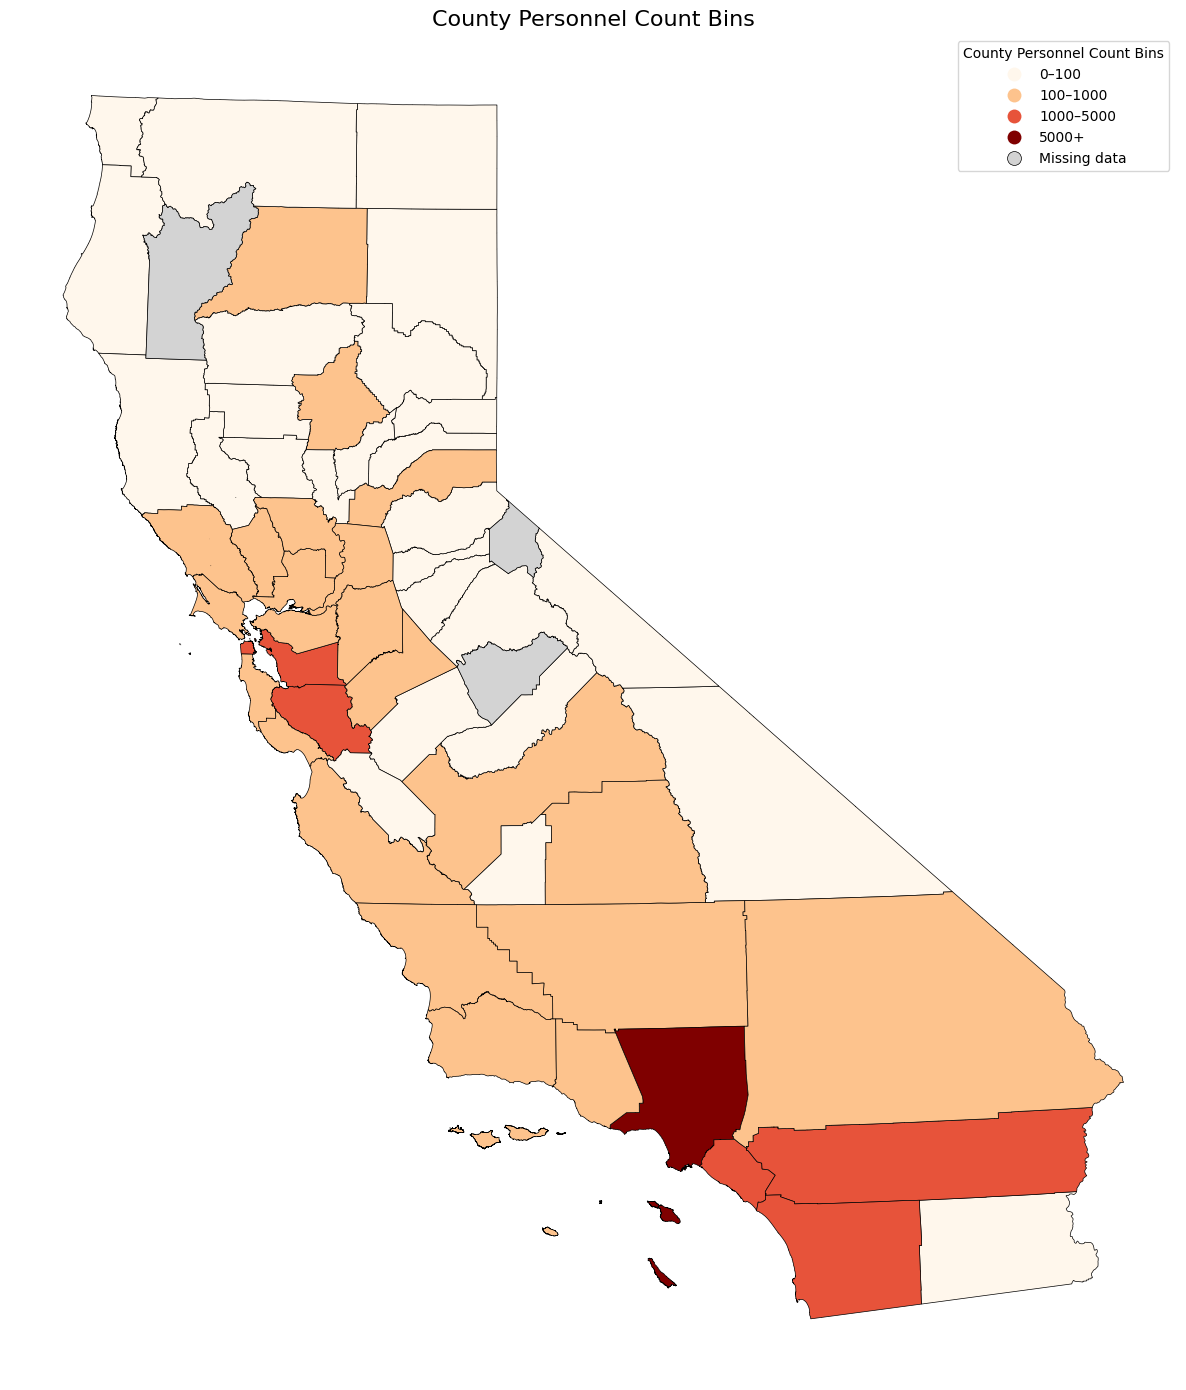 County Personnel Count Bins
County Personnel Count Bins
0–100
100–1000
1000–5000
5000+
Missing data